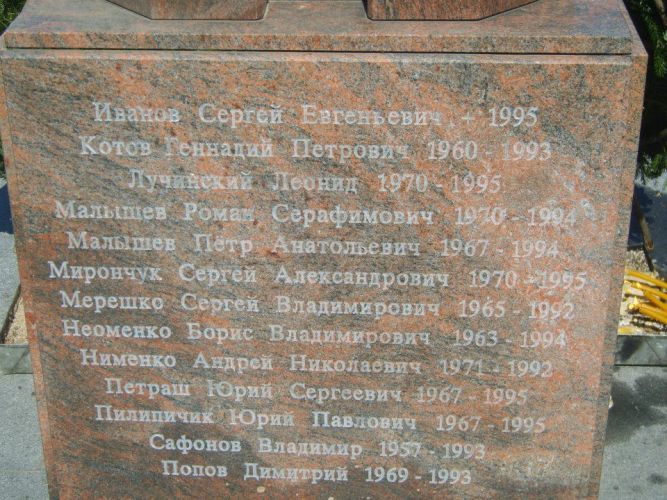 Иванов Сергей Евгеньевич + 1995
Котов Геннадий Петрович 1960 - 1993
Лучинский Леонид 1970 - 1995
Малышев Роман Серафимович 1970 - 1994
Малышев Пётр Анатольевич 1967 - 1994
Мирончук Сергей Александрович 1970 - 1995
Мерешко Сергей Владимирович 1965 - 1992
Неоменко Борис Владимирович 1963 - 1994
Нименко Андрей Николаевич 1971 - 1992
Петраш Юрий Сергеевич 1967 - 1995
Пилипичик Юрий Павлович 1967 - 1995
Сафонов Владимир 1957 - 1993
Попов Димитрий 1969 - 1993